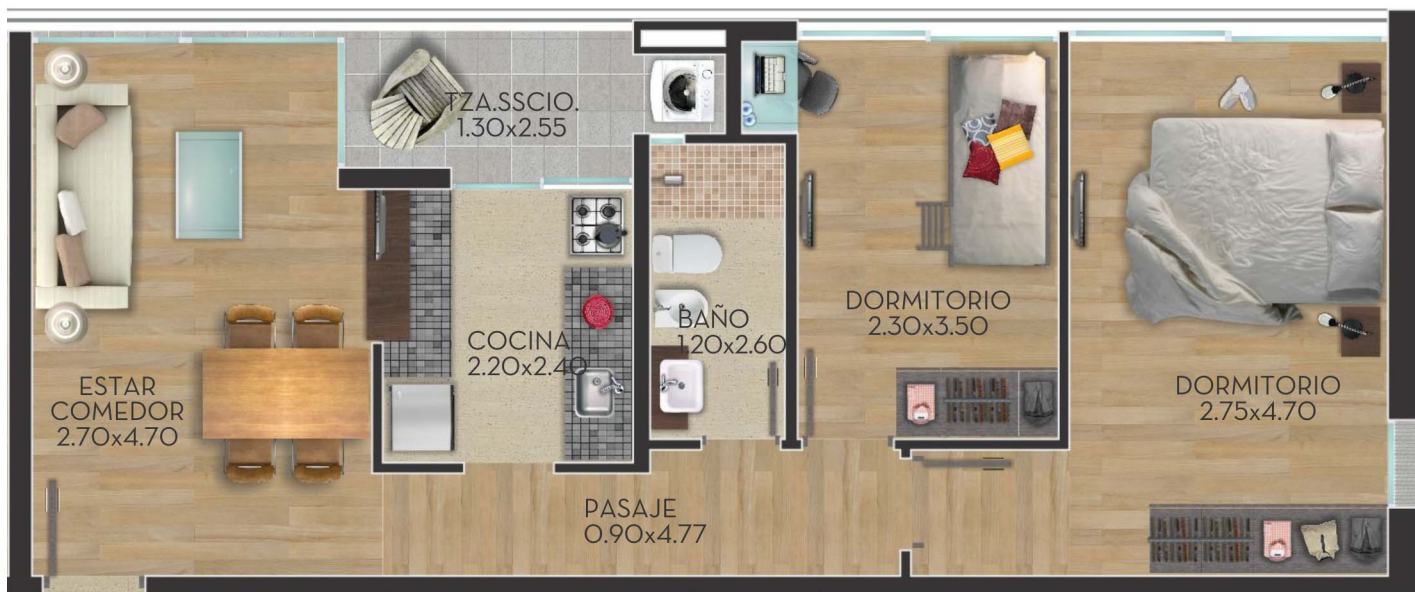 TZA.SSCIO.
1.30x2.55
ESTAR
COMEDOR
2.70x4.70
COCINA
2.20x2.40
BAÑO
1.20x2.60
DORMITORIO
2.30x3.50
DORMITORIO
2.75x4.70
PASAJE
0.90x4.77